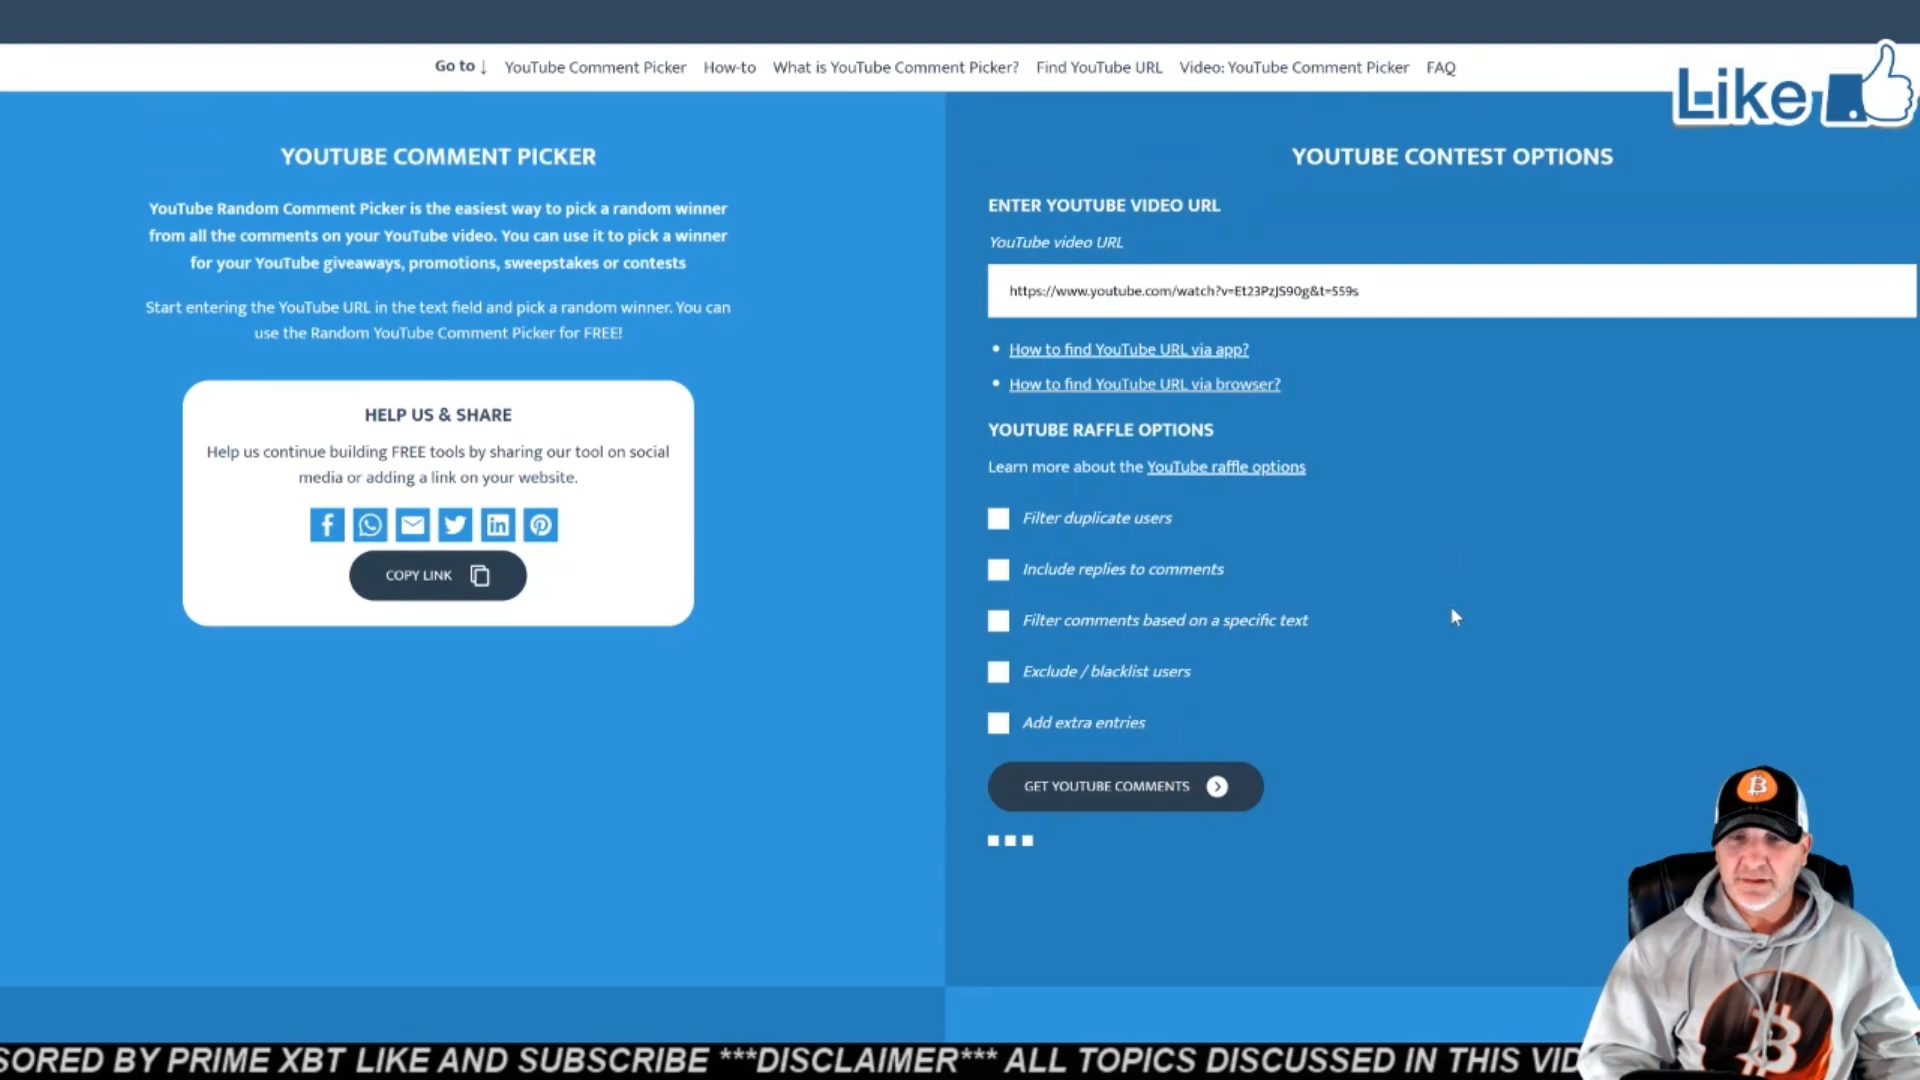 Go to ↓ YouTube Comment Picker How-to What is YouTube Comment Picker? Find YouTube URL Video: YouTube Comment Picker FAQ
Like
YOUTUBE COMMENT PICKER
YouTube Random Comment Picker is the easiest way to pick a random winner
from all the comments on your YouTube video. You can use it to pick a winner
for your YouTube giveaways, promotions, sweepstakes or contests
Start entering the YouTube URL in the text field and pick a random winner. You can
use the Random YouTube Comment Picker for FREE!
HELP US & SHARE
Help us continue building FREE tools by sharing our tool on social
media or adding a link on your website.
COPY LINK
YOUTUBE CONTEST OPTIONS
ENTER YOUTUBE VIDEO URL
YouTube video URL
https://www.youtube.com/watch?v=Et23PzJS90g&t=559s
• How to find YouTube URL via app?
• How to find YouTube URL via browser?
YOUTUBE RAFFLE OPTIONS
Learn more about the YouTube raffle options
Filter duplicate users
Include replies to comments
Filter comments based on a specific text
Exclude / blacklist users
Add extra entries
GET YOUTUBE COMMENTS
SORED BY PRIME XBT LIKE AND SUBSCRIBE ***DISCLAIMER*** ALL TOPICS DISCUSSED IN THIS VID